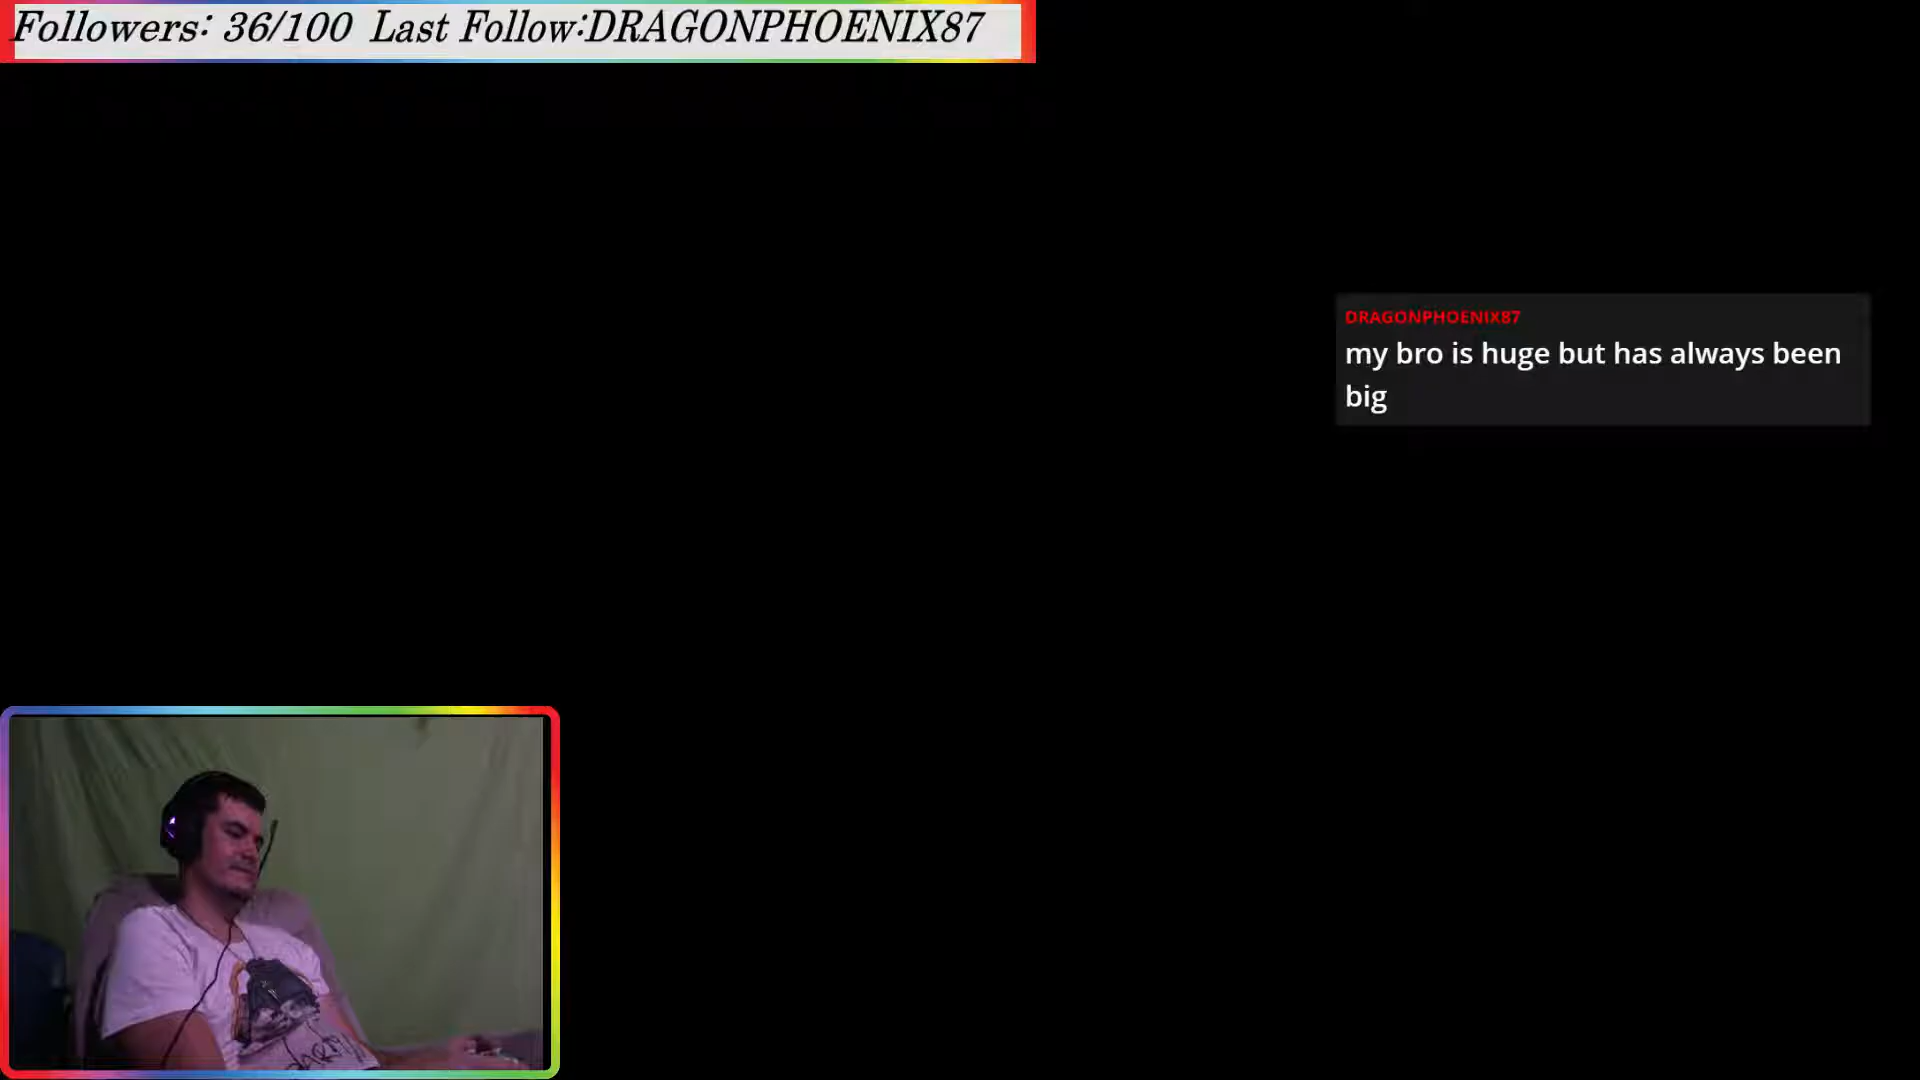 Followers: 36/100 Last Follow:DRAGONPHOENIX87
DRAGONPHOENIX87
my bro is huge but has always been
big